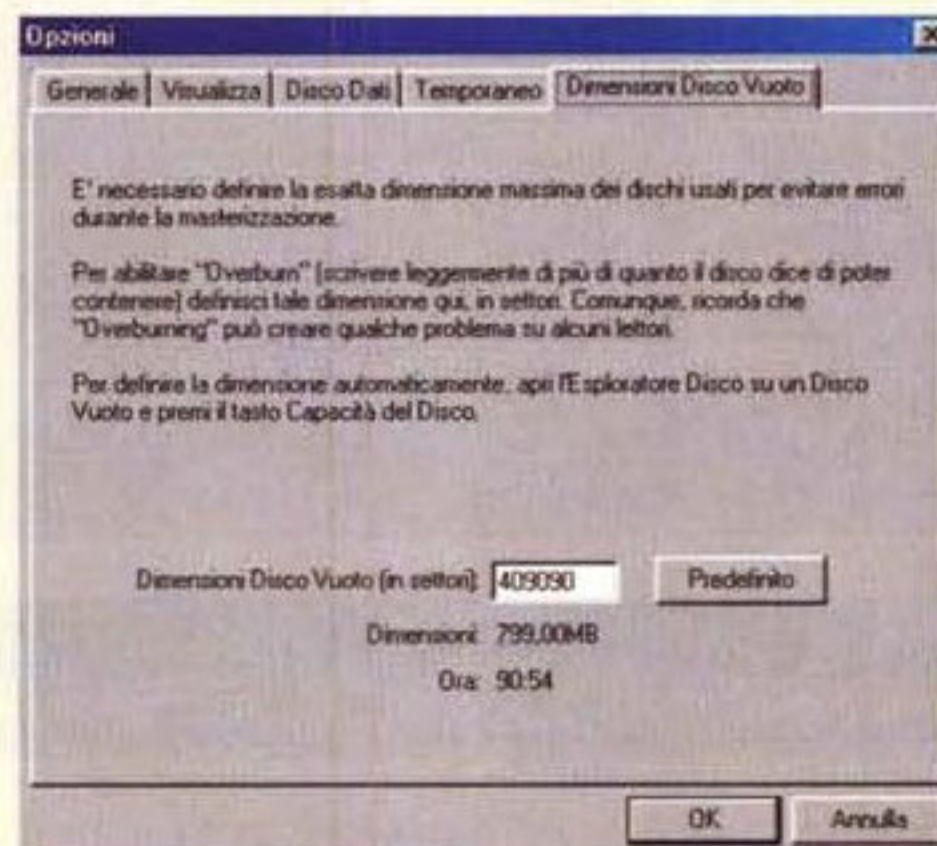 Opzioni
Generale Visualizza Disco Dati Temporaneo Dimensioni Disco Vuoto
E' necessario definire la esatta dimensione massima dei dischi usati per evitare errori
durante la masterizzazione.
Per abilitare "Overburn" (scrivere leggermente di più di quanto il disco dice di poter
contenere) definisci tale dimensione qui, in settori. Comunque, ricorda che
"Overburning" può creare qualche problema su alcuni lettori.
Per definire la dimensione automaticamente, apri l'Esploratore Disco su un Disco
Vuoto e premi il tasto Capacità del Disco.
Dimensioni Disco Vuoto (in settori): 409090 Predefinito
Dimensioni: 799,00MB
Ora: 90:54
OK Annulla